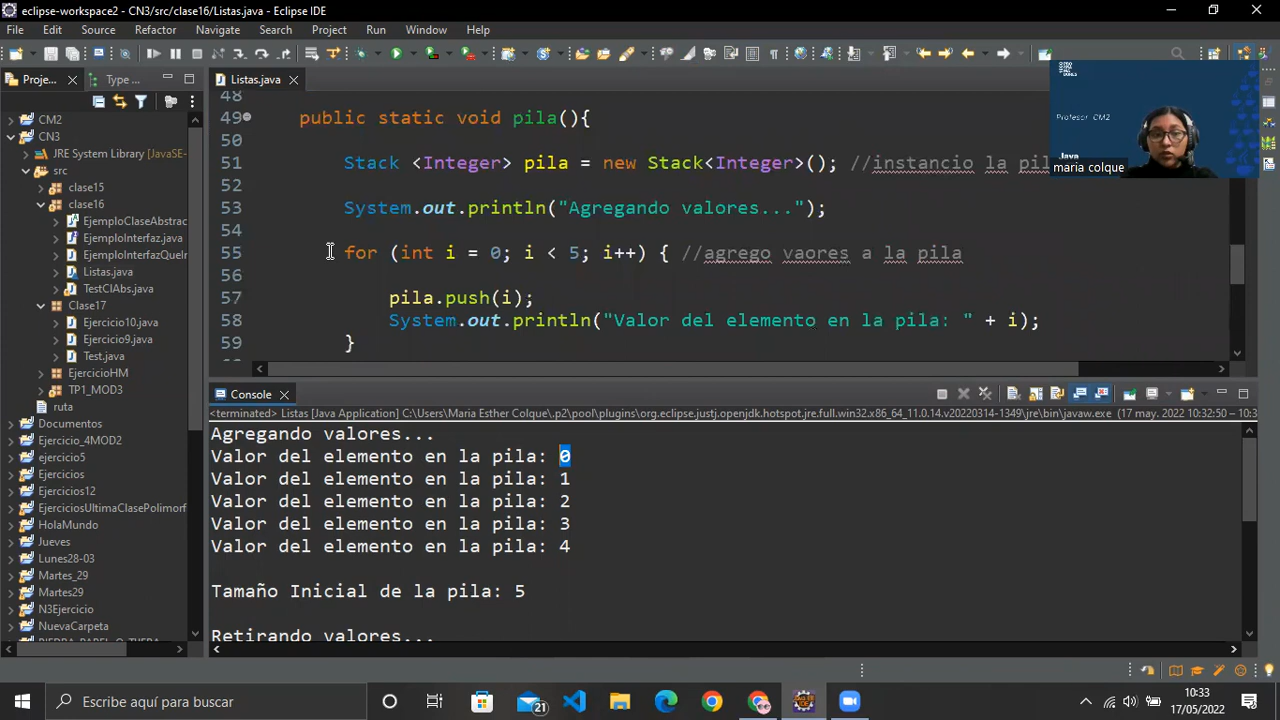 eclipse-workspace2 - CN3/src/clase16/Listas.java - Eclipse IDE
File Edit Source Refactor Navigate Search Project Run Window Help
Proje... Type ...
Listas.java
CM2
CN3
JRE System Library [JavaSE-
src
clase15
clase16
EjemploClaseAbstrac
EjemploInterfaz.java
EjemploInterfazQueIr
Listas.java
TestClAbs.java
Clase17
Ejercicio10.java
Ejercicio9.java
Test.java
EjercicioHM
TP1_MOD3
ruta
Documentos
Ejercicio_4MOD2
ejercicio5
Ejercicios
Ejercicios12
EjerciciosUltimaClasePolimorf
HolaMundo
Jueves
Lunes28-03
Martes_29
Martes29
N3Ejercicio
NuevaCarpeta
PIEDRA_PAPEL_O_TIJERA
48
49 public static void pila(){
50
51 Stack <Integer> pila = new Stack<Integer>(); //instancio la pil
52
53 System.out.println("Agregando valores...");
54
55 for (int i = 0; i < 5; i++) { //agrego vaores a la pila
56
57 pila.push(i);
58 System.out.println("Valor del elemento en la pila: " + i);
59 }
Profesor CM2
Java
maria colque
Console
<terminated> Listas [Java Application] C:\Users\Maria Esther Colque\.p2\pool\plugins\org.eclipse.justj.openjdk.hotspot.jre.full.win32.x86_64_11.0.14.v20220314-1349\jre\bin\javaw.exe (17 may. 2022 10:32:50 – 10:3
Agregando valores...
Valor del elemento en la pila: 0
Valor del elemento en la pila: 1
Valor del elemento en la pila: 2
Valor del elemento en la pila: 3
Valor del elemento en la pila: 4
Tamaño Inicial de la pila: 5
Retirando valores...
Escribe aquí para buscar
21
10:33
17/05/2022